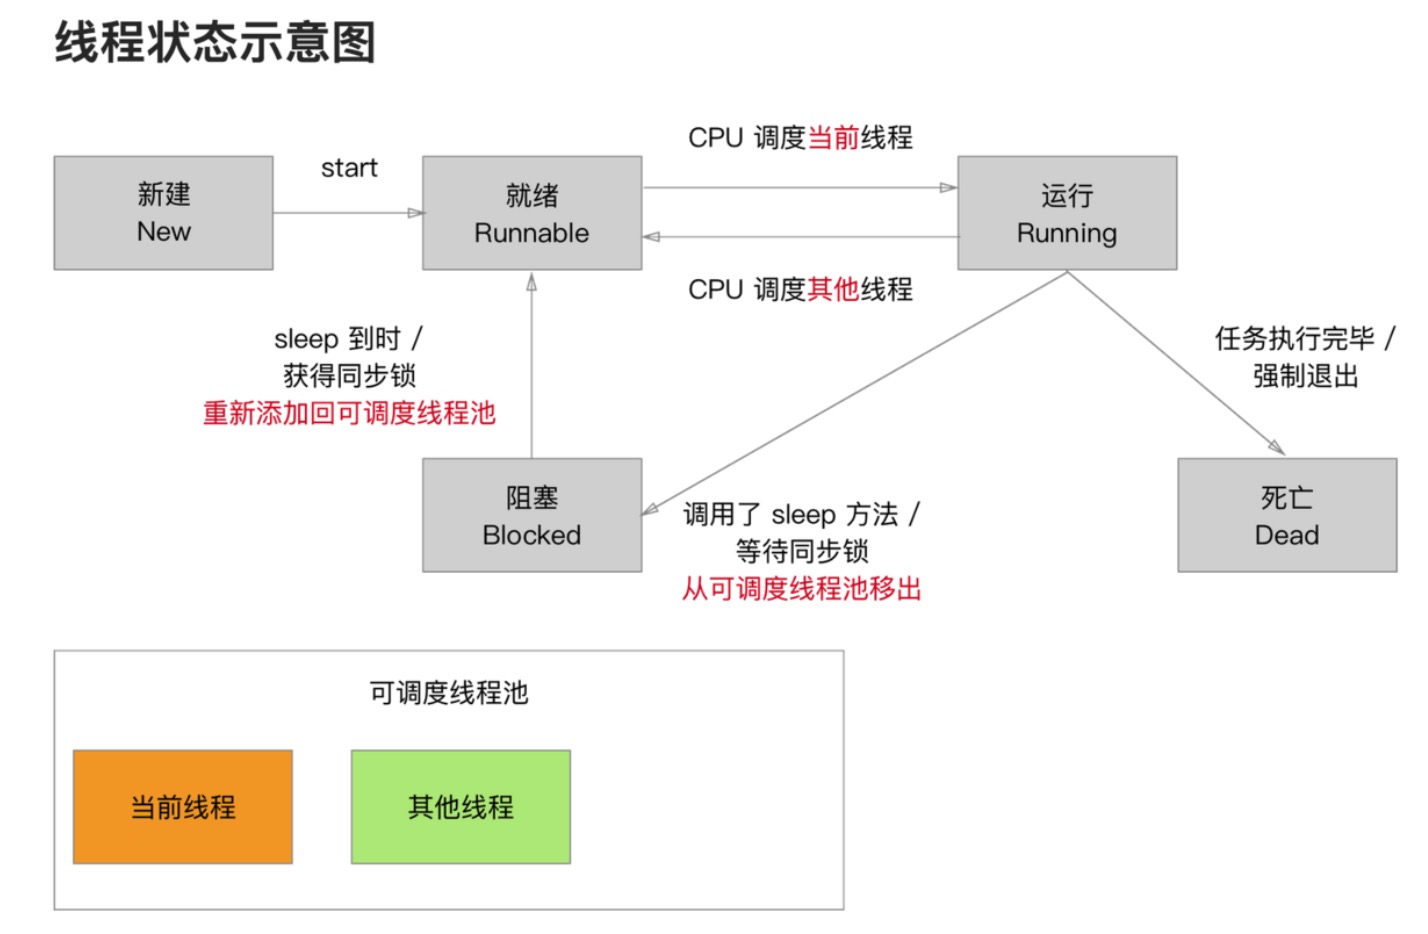 线程状态示意图
新建
New
start
就绪
Runnable
CPU 调度当前线程
CPU 调度其他线程
运行
Running
sleep 到时 /
获得同步锁
重新添加回可调度线程池
任务执行完毕 /
强制退出
阻塞
Blocked
调用了 sleep 方法 /
等待同步锁
从可调度线程池移出
死亡
Dead
可调度线程池
当前线程
其他线程